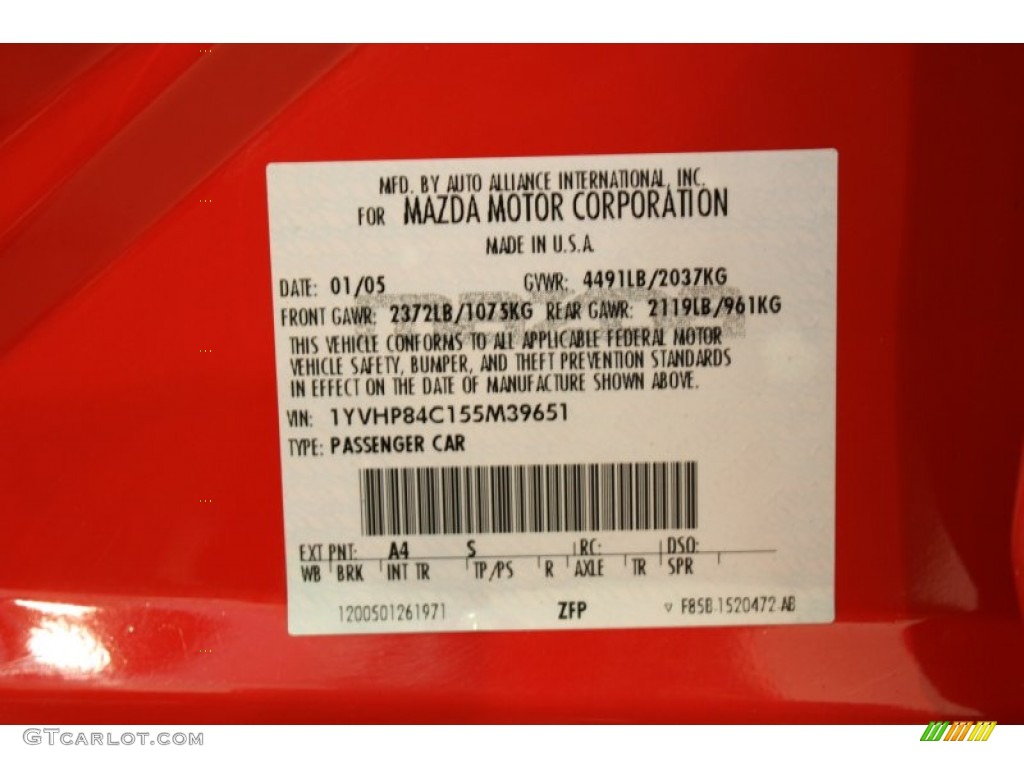 MFD. BY AUTO ALLIANCE INTERNATIONAL, INC.
FOR MAZDA MOTOR CORPORATION
MADE IN U.S.A.
DATE: 01/05 GVWR: 4491LB/2037KG
FRONT GAWR: 2372LB/1075KG REAR GAWR: 2119LB/961KG
THIS VEHICLE CONFORMS TO ALL APPLICABLE FEDERAL MOTOR
VEHICLE SAFETY, BUMPER, AND THEFT PREVENTION STANDARDS
IN EFFECT ON THE DATE OF MANUFACTURE SHOWN ABOVE.
VIN: 1YVHP84C155M39651
TYPE: PASSENGER CAR
EXT PNT: A4 S RC: DSO:
WB BRK INT TR TP/PS R AXLE TR SPR
1200501261971 ZFP F85B-1520472-AB
GTCARLOT.COM